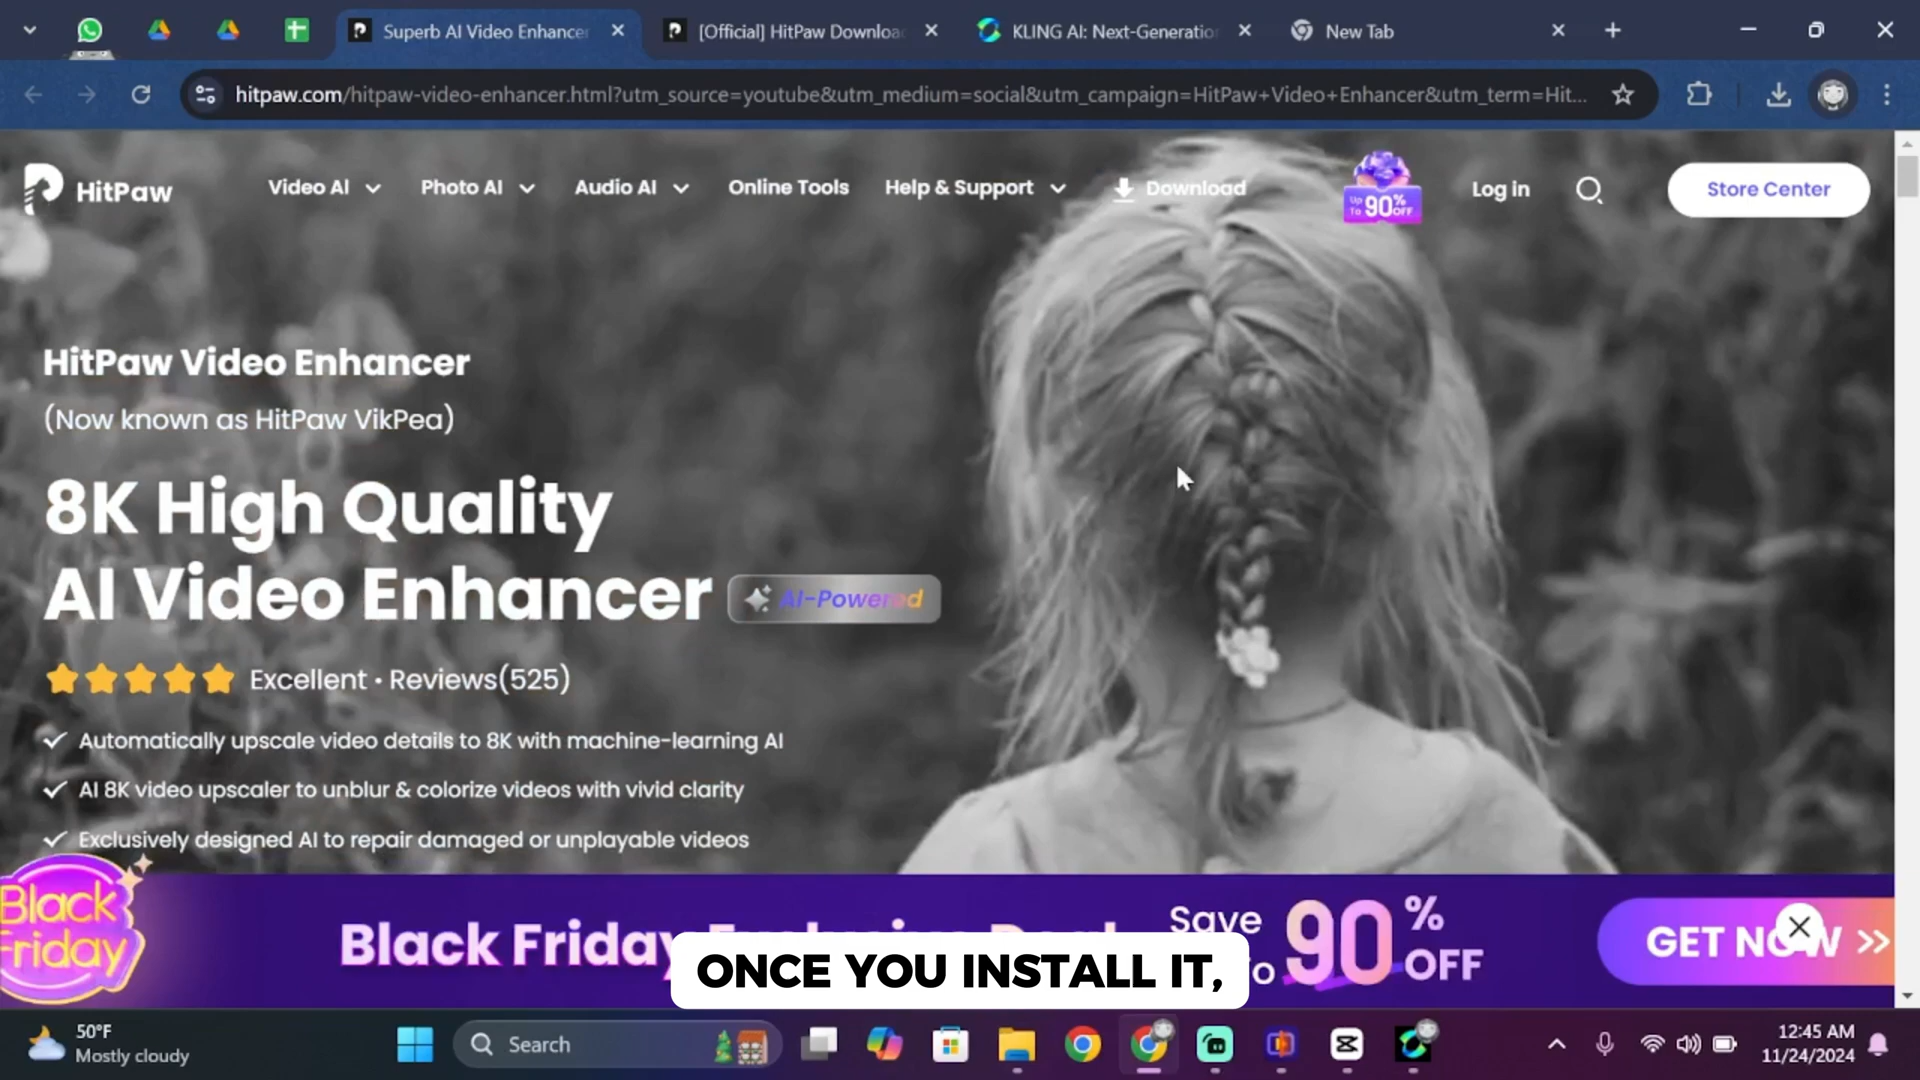 Superb AI Video Enhancer
[Official] HitPaw Downloa
KLING AI: Next-Generatio
New Tab
hitpaw.com/hitpaw-video-enhancer.html?utm_source=youtube&utm_medium=social&utm_campaign=HitPaw+Video+Enhancer&utm_term=Hit...
HitPaw
Video AI
Photo AI
Audio AI
Online Tools
Help & Support
Download
Up To 90% OFF
Log in
Store Center
HitPaw Video Enhancer
(Now known as HitPaw VikPea)
8K High Quality
AI Video Enhancer
AI-Powered
Excellent • Reviews(525)
Automatically upscale video details to 8K with machine-learning AI
AI 8K video upscaler to unblur & colorize videos with vivid clarity
Exclusively designed AI to repair damaged or unplayable videos
Black
Friday
Black Friday
Save
90% OFF
GET NOW >>
ONCE YOU INSTALL IT,
50°F
Mostly cloudy
Search
12:45 AM
11/24/2024